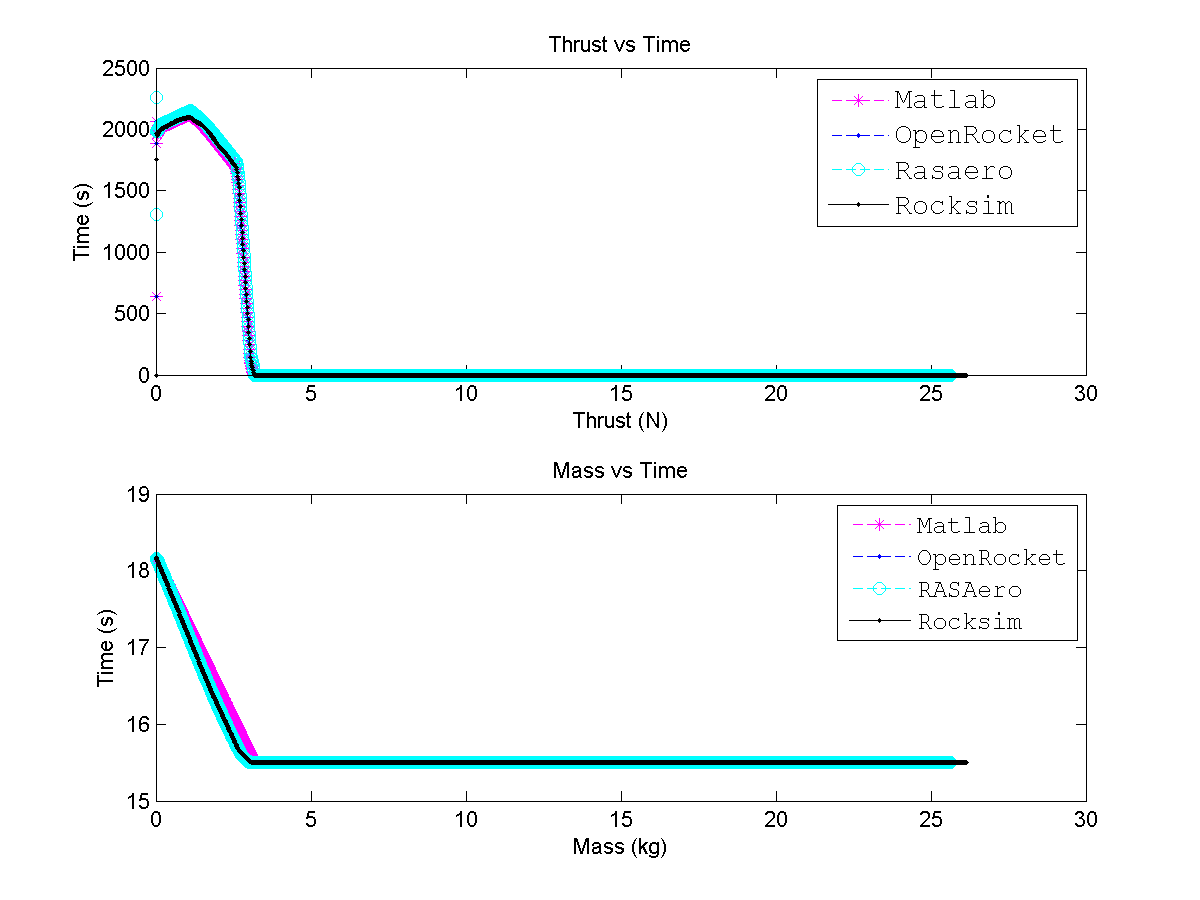 Thrust vs Time
2500
2000
1500
1000
500
0
Time (s)
Matlab
OpenRocket
Rasaero
Rocksim
0 5 10 15 20 25 30
Thrust (N)
Mass vs Time
19
18
17
16
15
Time (s)
Matlab
OpenRocket
RASAero
Rocksim
0 5 10 15 20 25 30
Mass (kg)